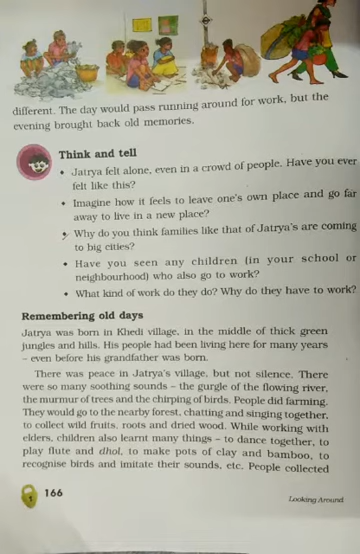 different. The day would pass running around for work, but the
evening brought back old memories.
Think and tell
• Jatrya felt alone, even in a crowd of people. Have you ever
felt like this?
• Imagine how it feels to leave one's own place and go far
away to live in a new place?
• Why do you think families like that of Jatrya's are coming
to big cities?
• Have you seen any children (in your school or
neighbourhood) who also go to work?
• What kind of work do they do? Why do they have to work?
Remembering old days
Jatrya was born in Khedi village, in the middle of thick green
jungles and hills. His people had been living here for many years
– even before his grandfather was born.
There was peace in Jatrya's village, but not silence. There
were so many soothing sounds – the gurgle of the flowing river,
the murmur of trees and the chirping of birds. People did farming.
They would go to the nearby forest, chatting and singing together,
to collect wild fruits, roots and dried wood. While working with
elders, children also learnt many things – to dance together, to
play flute and dhol, to make pots of clay and bamboo, to
recognise birds and imitate their sounds, etc. People collected
166
Looking Around